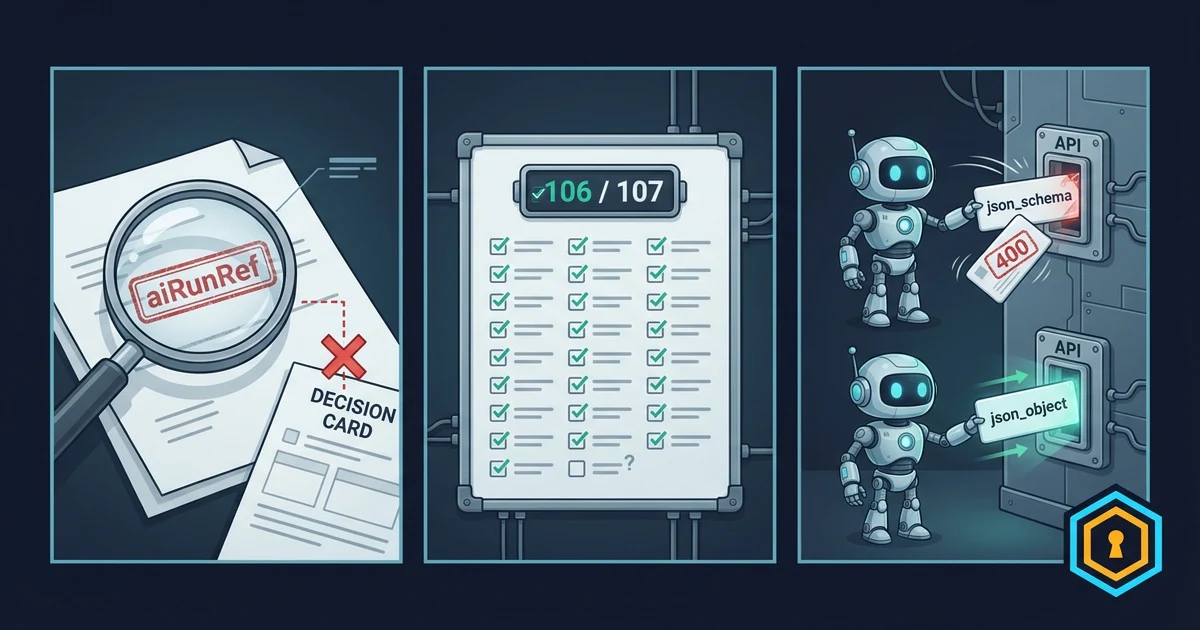 aiRunRef
DECISION
CARD
✓106 / 107
?
API
json_schema
400
API
json_object